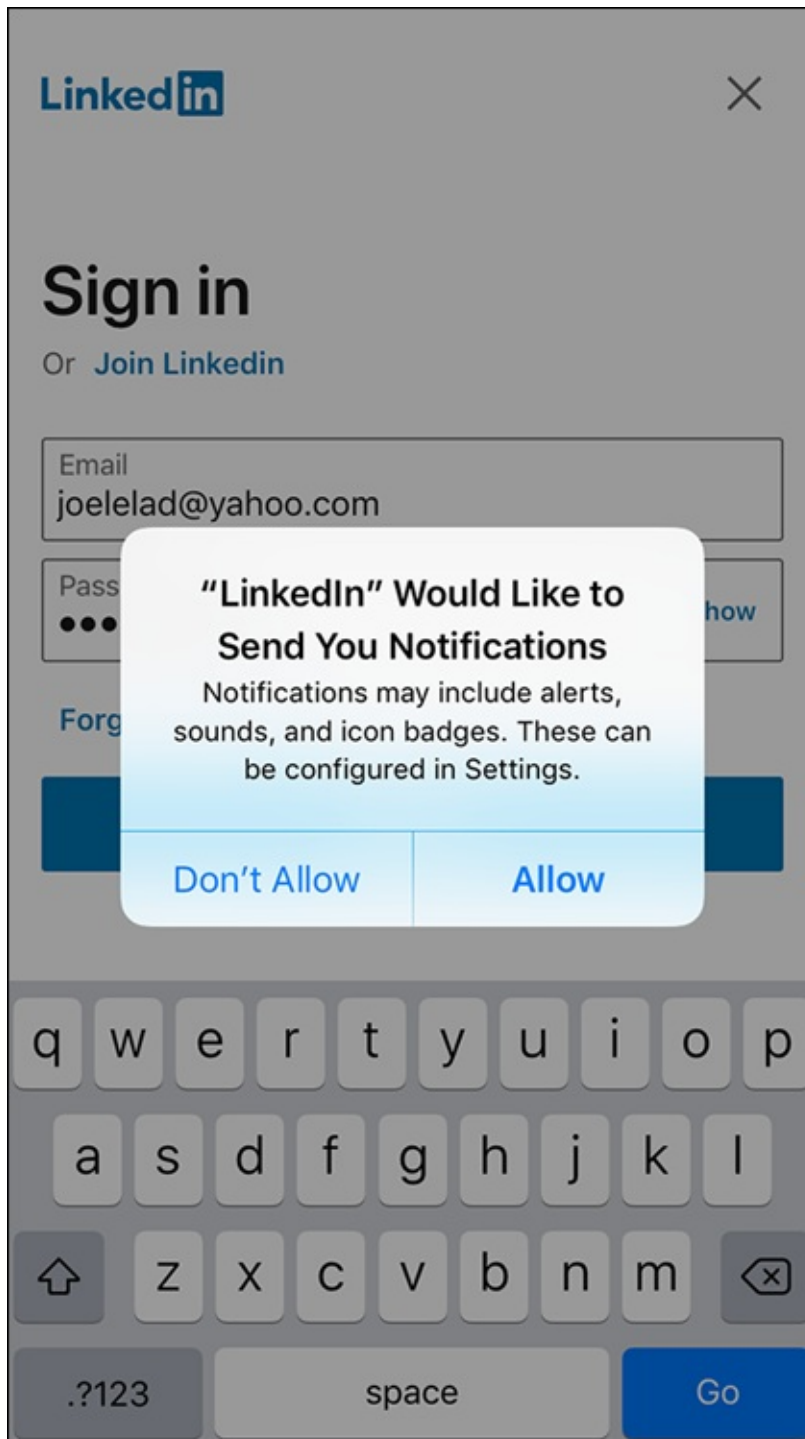 Linked in
Sign in
Or Join Linkedin
Email
joelelad@yahoo.com
Pass
how
"LinkedIn" Would Like to
Send You Notifications
Notifications may include alerts,
sounds, and icon badges. These can
be configured in Settings.
Forg
Don't Allow Allow
q w e r t y u i o p
a s d f g h j k l
z x c v b n m
.?123 space Go